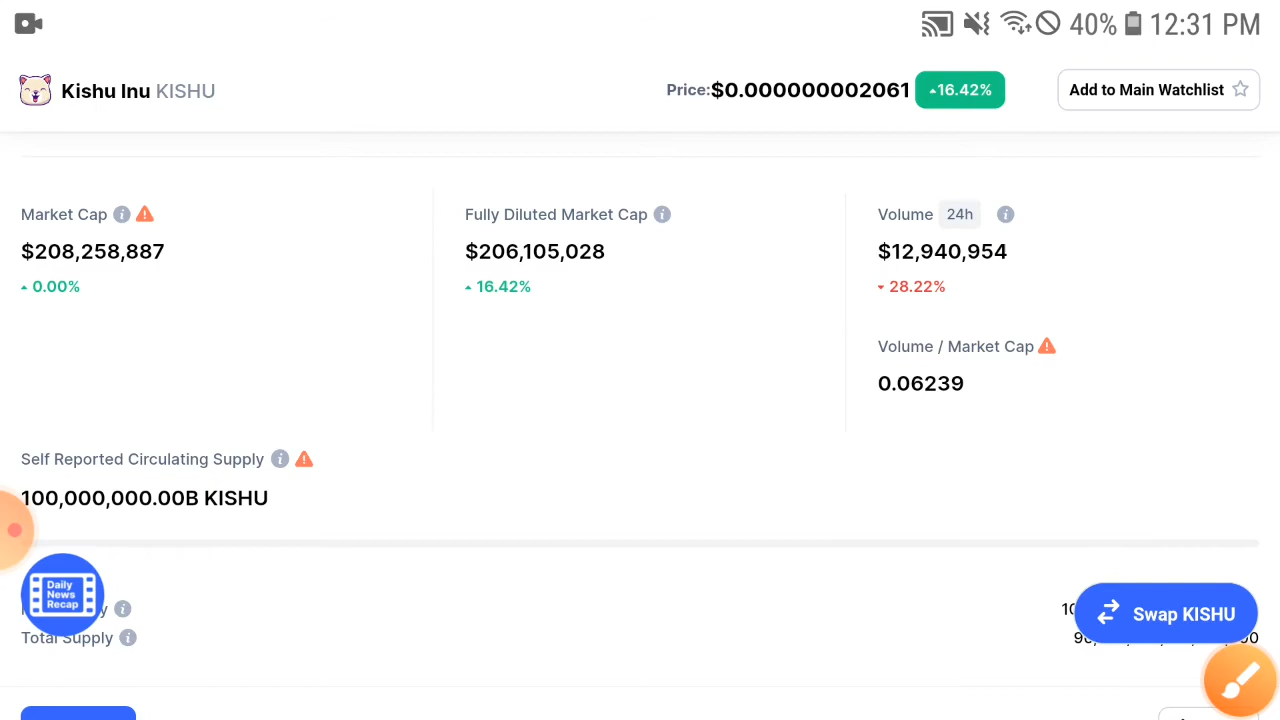 40% 12:31 PM
Kishu Inu KISHU
Price:$0.000000002061 16.42%
Add to Main Watchlist
Market Cap
$208,258,887
0.00%
Fully Diluted Market Cap
$206,105,028
16.42%
Volume 24h
$12,940,954
28.22%
Volume / Market Cap
0.06239
Self Reported Circulating Supply
100,000,000.00B KISHU
Daily
News
Recap
Total Supply
Swap KISHU